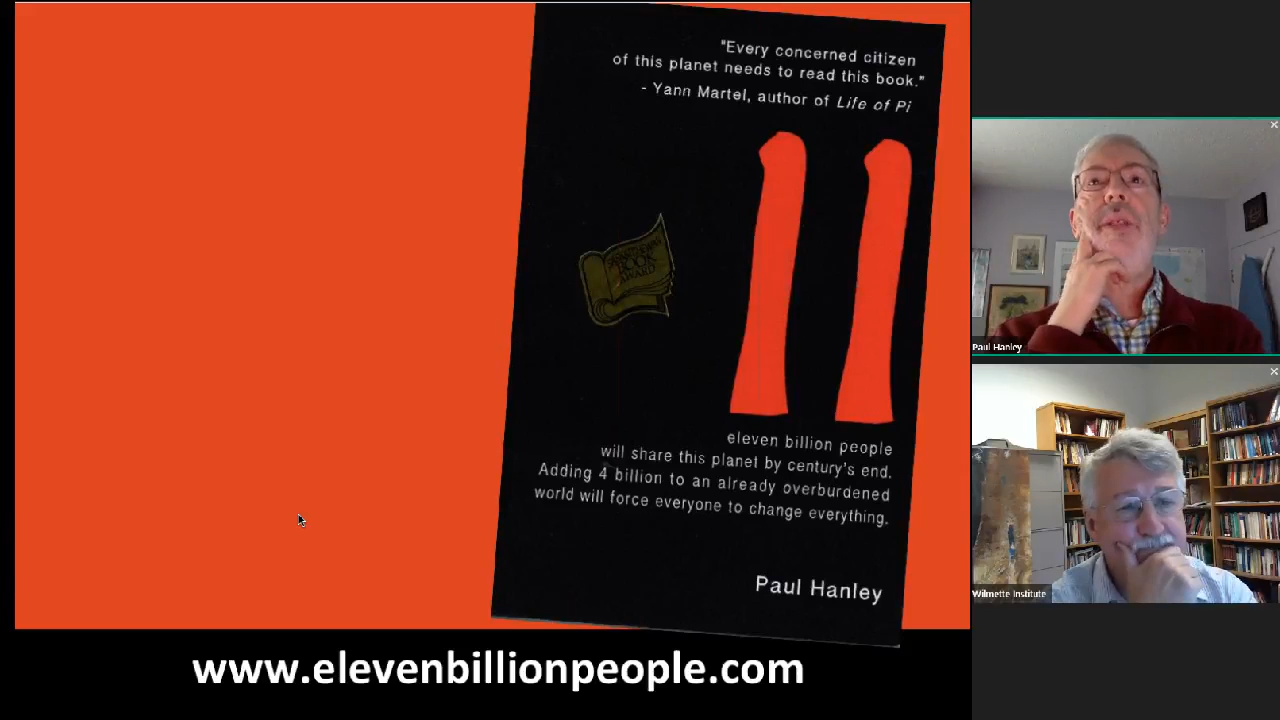 "Every concerned citizen
of this planet needs to read this book."
- Yann Martel, author of Life of Pi
11
BOOK
AWARD
eleven billion people
will share this planet by century's end.
Adding 4 billion to an already overburdened
world will force everyone to change everything.
Paul Hanley
www.elevenbillionpeople.com
Paul Hanley
Wilmette Institute